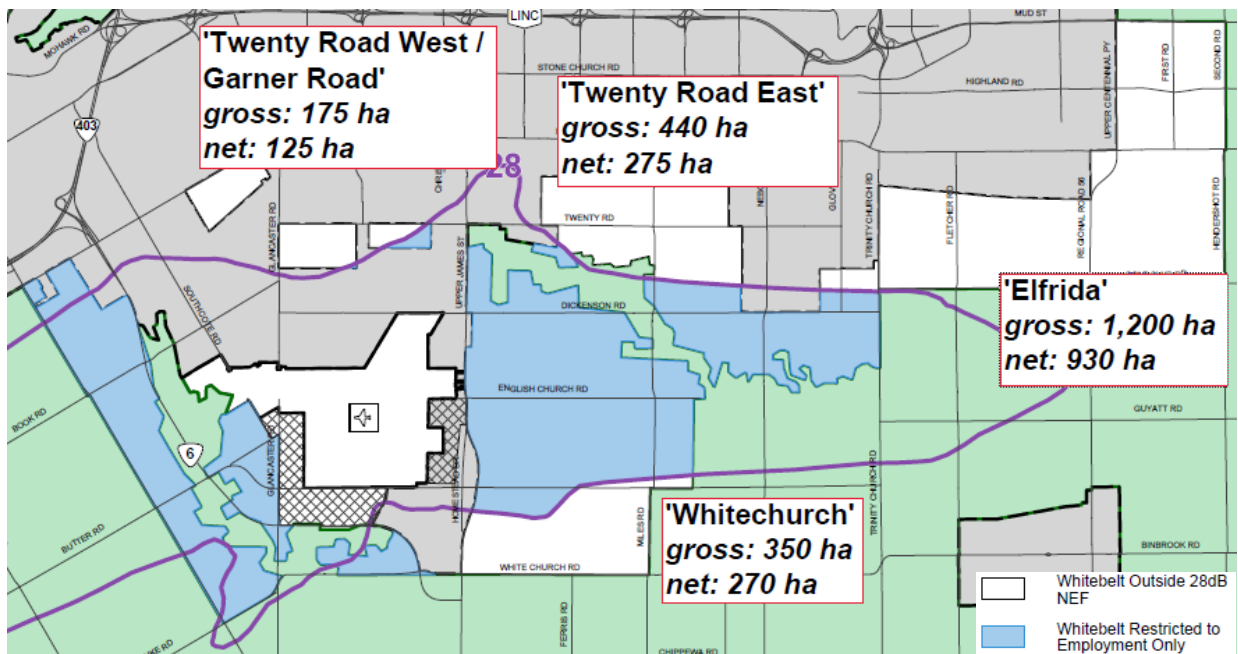 LINC
MUD ST
MOHAWK RD
'Twenty Road West /
Garner Road'
gross: 175 ha
net: 125 ha
STONE CHURCH RD
'Twenty Road East'
gross: 440 ha
net: 275 ha
HIGHLAND RD
UPPER CENTENNIAL PY
FIRST RD
SECOND RD
403
28
TWENTY RD
TRINITY CHURCH RD
FLETCHER RD
REGIONAL ROAD 56
HENDERSHOT RD
GLANCASTER RD
UPPER JAMES ST
SOUTHCOTE RD
DICKENSON RD
'Elfrida'
gross: 1,200 ha
net: 930 ha
ENGLISH CHURCH RD
GUYATT RD
BOOK RD
6
'Whitechurch'
gross: 350 ha
net: 270 ha
MILES RD
TRINITY CHURCH RD
BUTTER RD
BINBROOK RD
WHITE CHURCH RD
Whitebelt Outside 28dB
NEF
FERRIS RD
Whitebelt Restricted to
Employment Only
CHIPPEWA RD